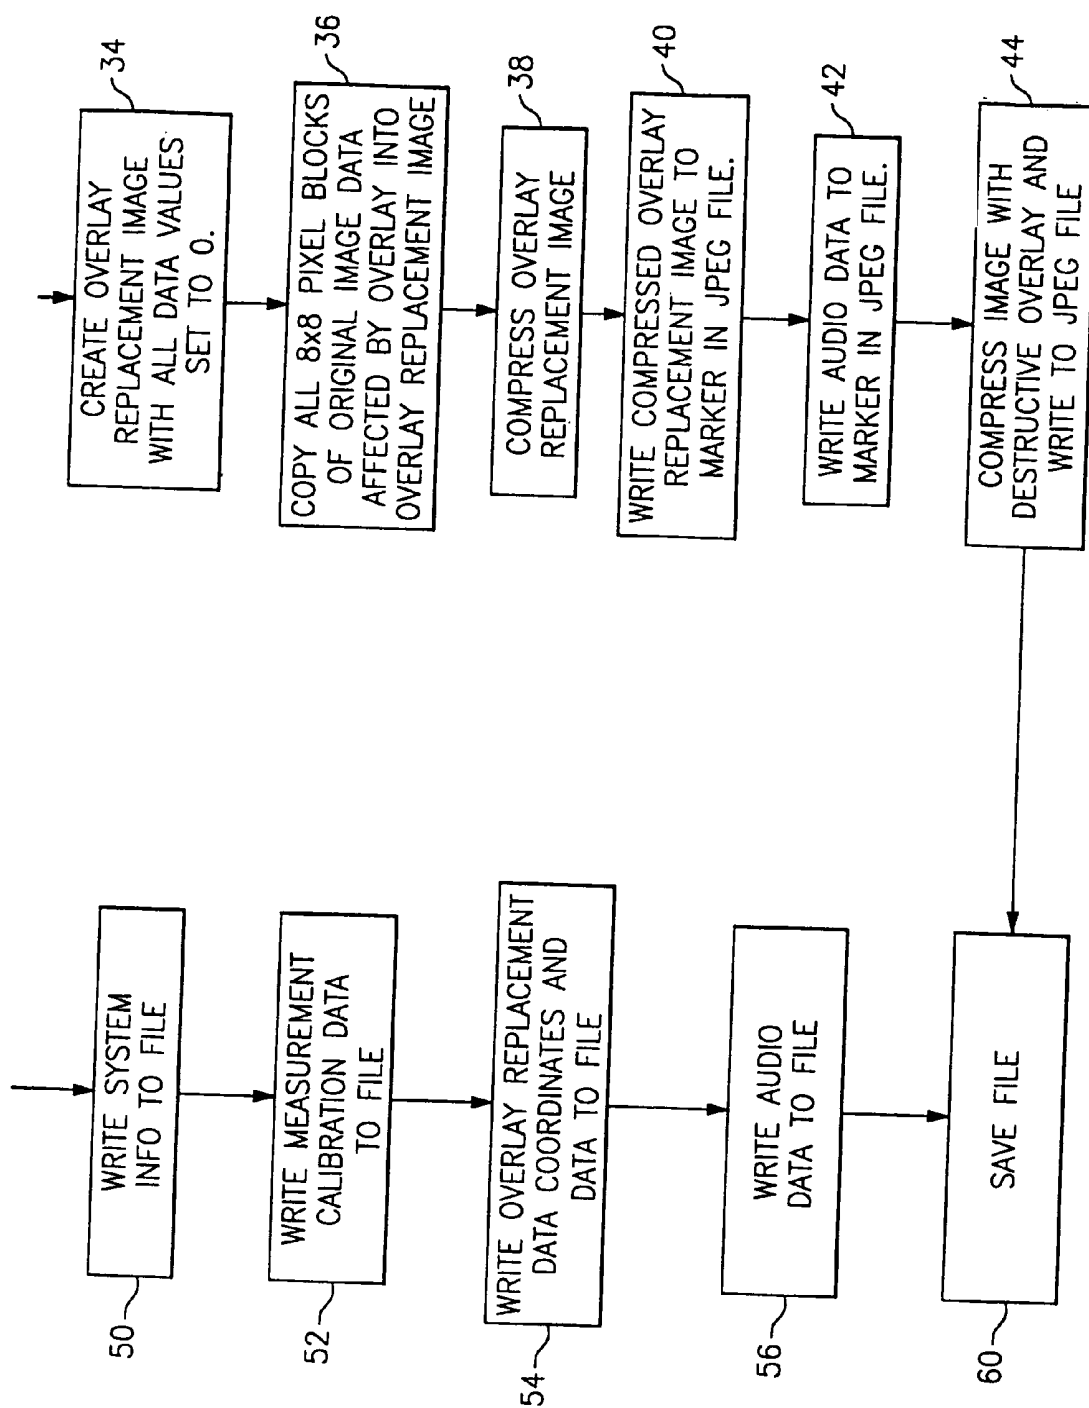 CREATE OVERLAY
REPLACEMENT IMAGE
WITH ALL DATA VALUES
SET TO 0.
34
COPY ALL 8x8 PIXEL BLOCKS
OF ORIGINAL IMAGE DATA
AFFECTED BY OVERLAY INTO
OVERLAY REPLACEMENT IMAGE
36
COMPRESS OVERLAY
REPLACEMENT IMAGE
38
WRITE COMPRESSED OVERLAY
REPLACEMENT IMAGE TO
MARKER IN JPEG FILE.
40
WRITE AUDIO DATA TO
MARKER IN JPEG FILE.
42
COMPRESS IMAGE WITH
DESTRUCTIVE OVERLAY AND
WRITE TO JPEG FILE
44
WRITE SYSTEM
INFO TO FILE
50
WRITE MEASUREMENT
CALIBRATION DATA
TO FILE
52
WRITE OVERLAY REPLACEMENT
DATA COORDINATES AND
DATA TO FILE
54
WRITE AUDIO
DATA TO FILE
56
SAVE FILE
60